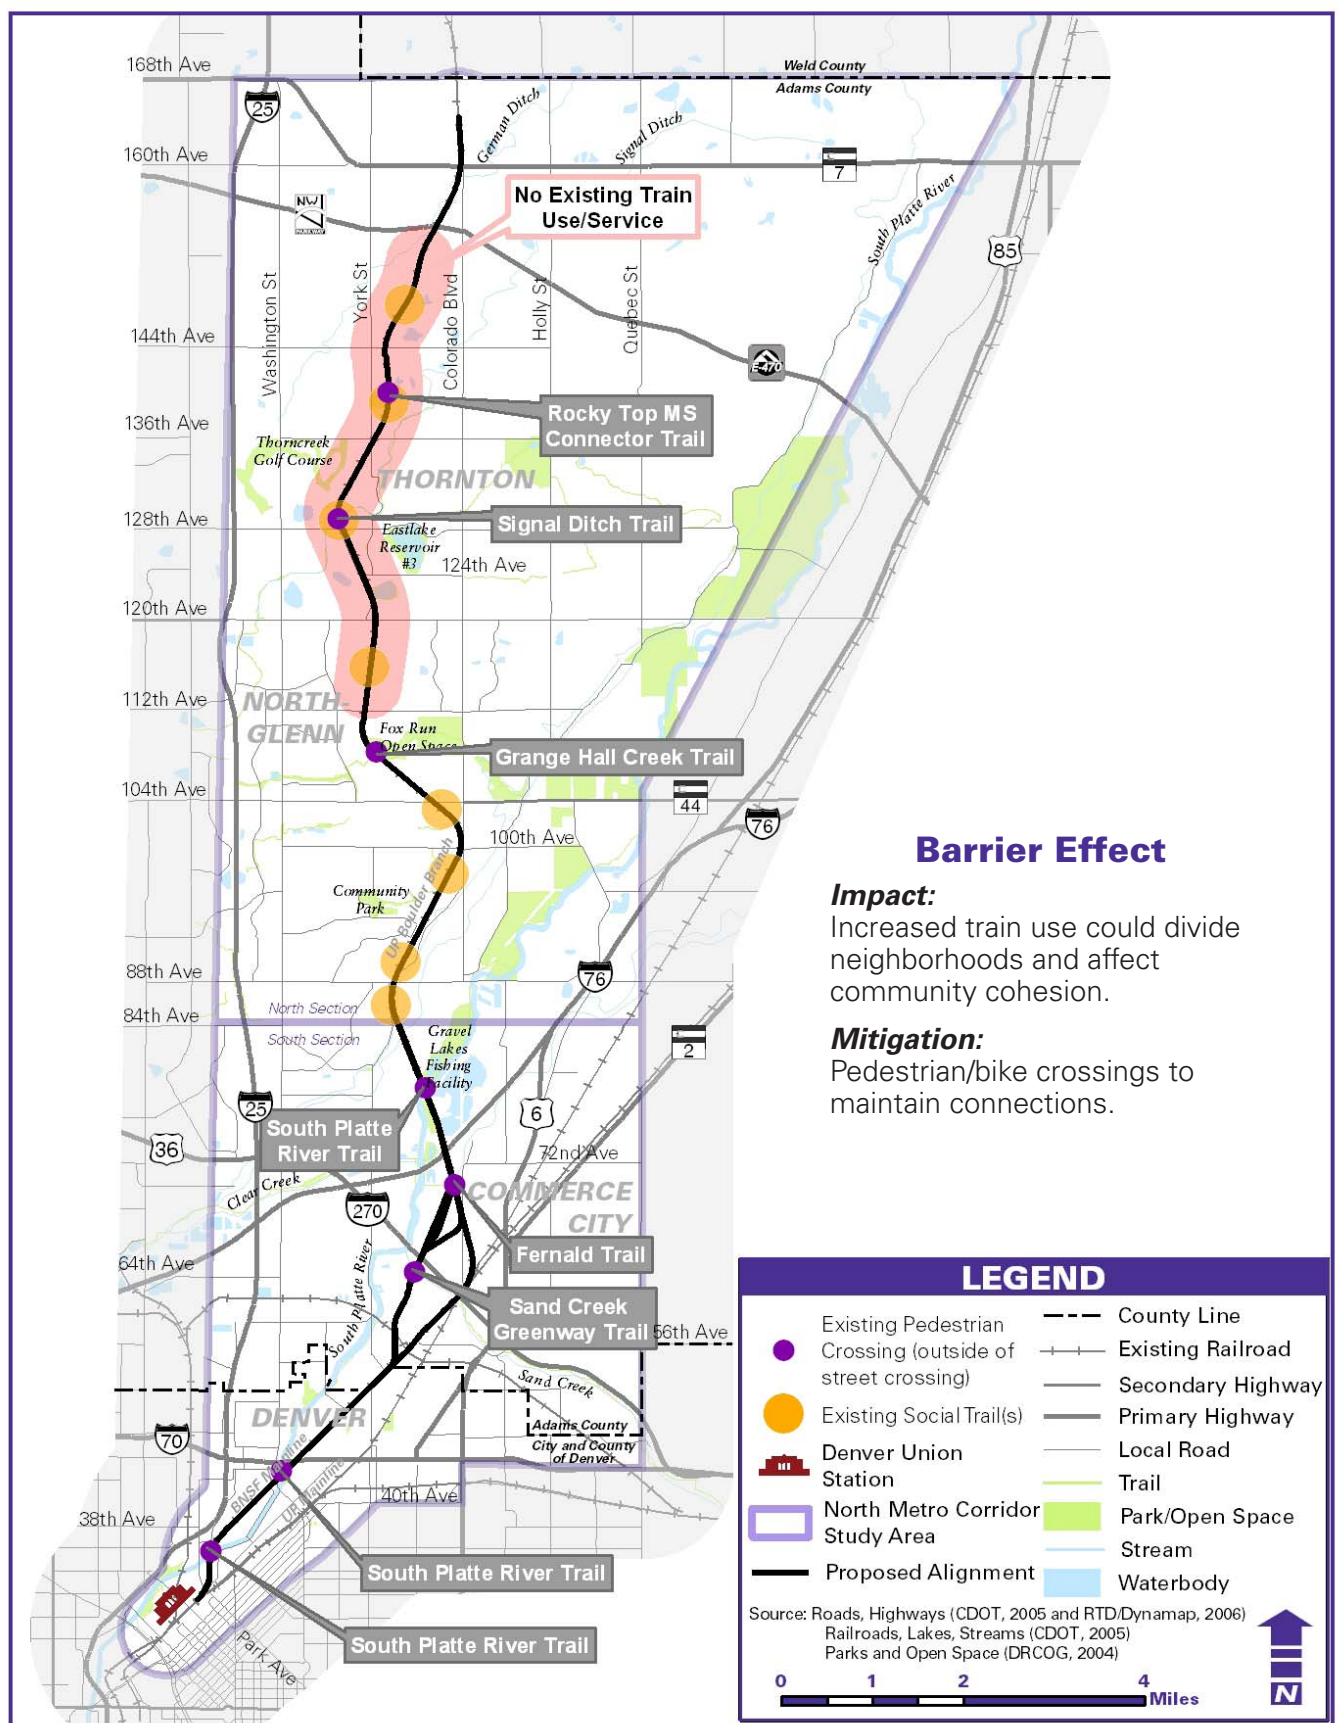 168th Ave
Weld County
Adams County
25
German Ditch
Signal Ditch
160th Ave
7
No Existing Train
Use/Service
NW
PARKWAY
South Platte River
85
Washington St
York St
Colorado Blvd
Holly St
Quebec St
144th Ave
E-470
Rocky Top MS
Connector Trail
136th Ave
Thorncreek
Golf Course
THORNTON
128th Ave
Signal Ditch Trail
Eastlake
Reservoir
#3
124th Ave
120th Ave
112th Ave
NORTH-
GLENN
Fox Run
Open Space
Grange Hall Creek Trail
104th Ave
44
76
100th Ave
UP Boulder Branch
Community
Park
88th Ave
76
84th Ave
North Section
South Section
2
Gravel
Lakes
Fishing
Facility
25
6
South Platte
River Trail
36
72nd Ave
Clear Creek
270
COMMERCE
CITY
Fernald Trail
64th Ave
South Platte River
Sand Creek
Greenway Trail
56th Ave
Sand Creek
DENVER
Adams County
City and County
of Denver
70
BNSF Mainline
UP Mainline
40th Ave
38th Ave
South Platte River Trail
South Platte River Trail
Park Ave
Barrier Effect
Impact:
Increased train use could divide
neighborhoods and affect
community cohesion.
Mitigation:
Pedestrian/bike crossings to
maintain connections.
LEGEND
Existing Pedestrian
Crossing (outside of
street crossing)
Existing Social Trail(s)
Denver Union
Station
North Metro Corridor
Study Area
Proposed Alignment
County Line
Existing Railroad
Secondary Highway
Primary Highway
Local Road
Trail
Park/Open Space
Stream
Waterbody
Source: Roads, Highways (CDOT, 2005 and RTD/Dynamap, 2006)
Railroads, Lakes, Streams (CDOT, 2005)
Parks and Open Space (DRCOG, 2004)
0 1 2 4
Miles
N